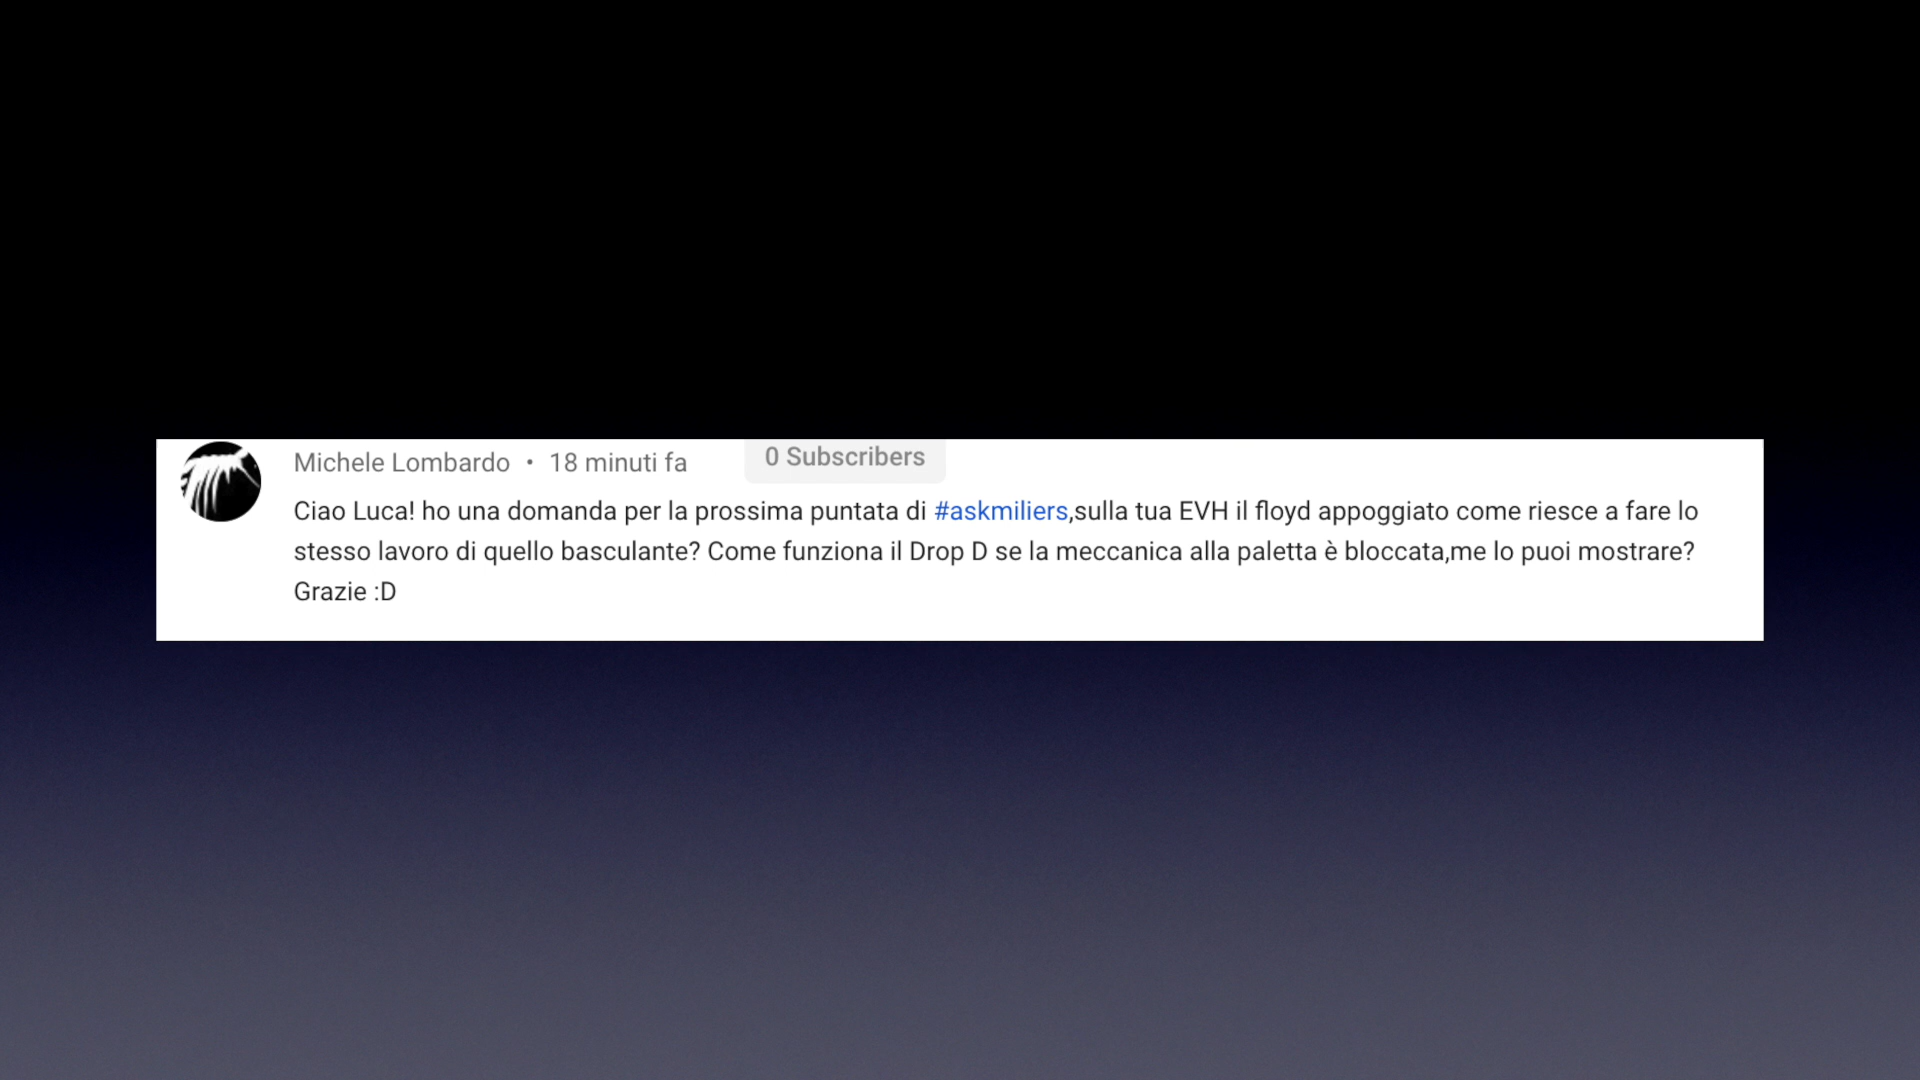 Michele Lombardo • 18 minuti fa 0 Subscribers
Ciao Luca! ho una domanda per la prossima puntata di #askmiliers,sulla tua EVH il floyd appoggiato come riesce a fare lo
stesso lavoro di quello basculante? Come funziona il Drop D se la meccanica alla paletta è bloccata,me lo puoi mostrare?
Grazie :D